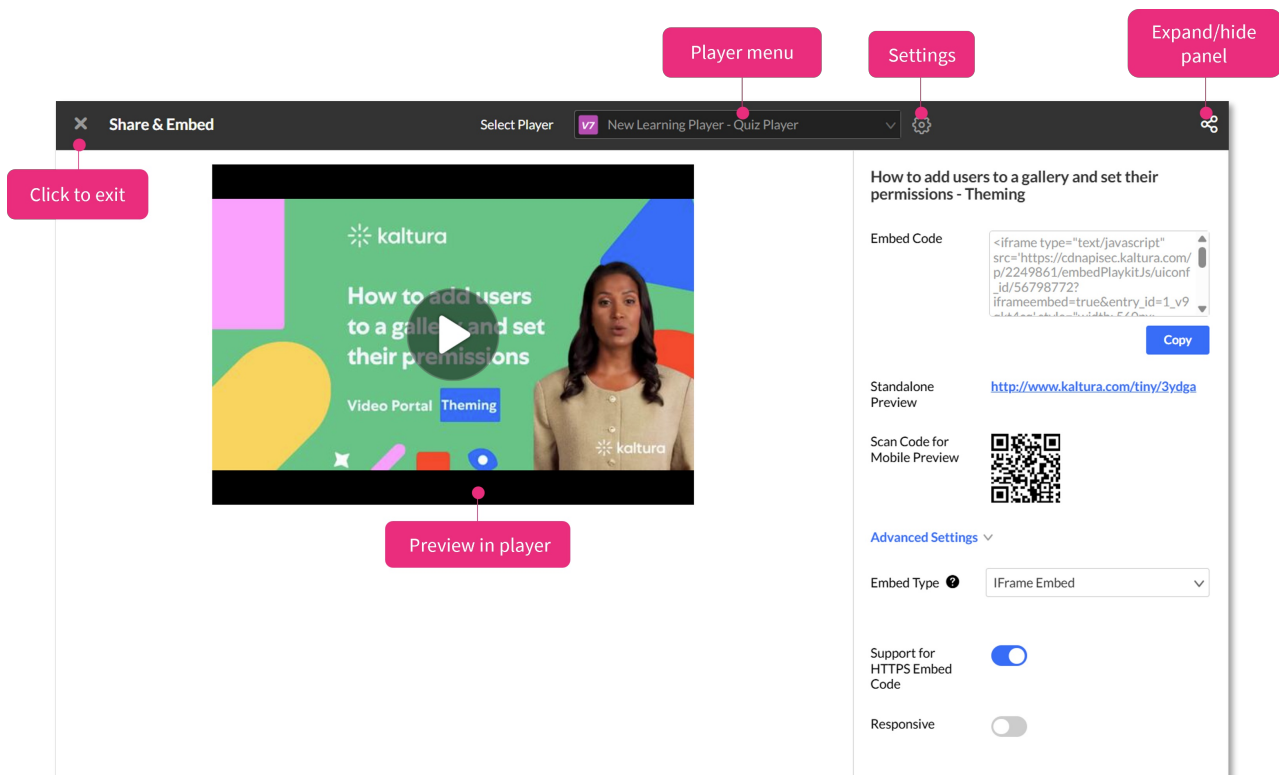 Player menu
Settings
Expand/hide
panel
Share & Embed
Select Player
V7 New Learning Player - Quiz Player
Click to exit
kaltura
How to add users
to a gallery and set
their premissions
Video Portal Theming
kaltura
Preview in player
How to add users to a gallery and set their
permissions - Theming
Embed Code
<iframe type="text/javascript"
src='https://cdnapisec.kaltura.com/
p/2249861/embedPlaykitJs/uiconf
_id/56798772?
iframeembed=true&entry_id=1_v9
Copy
Standalone
Preview
http://www.kaltura.com/tiny/3ydga
Scan Code for
Mobile Preview
Advanced Settings
Embed Type ?
IFrame Embed
Support for
HTTPS Embed
Code
Responsive